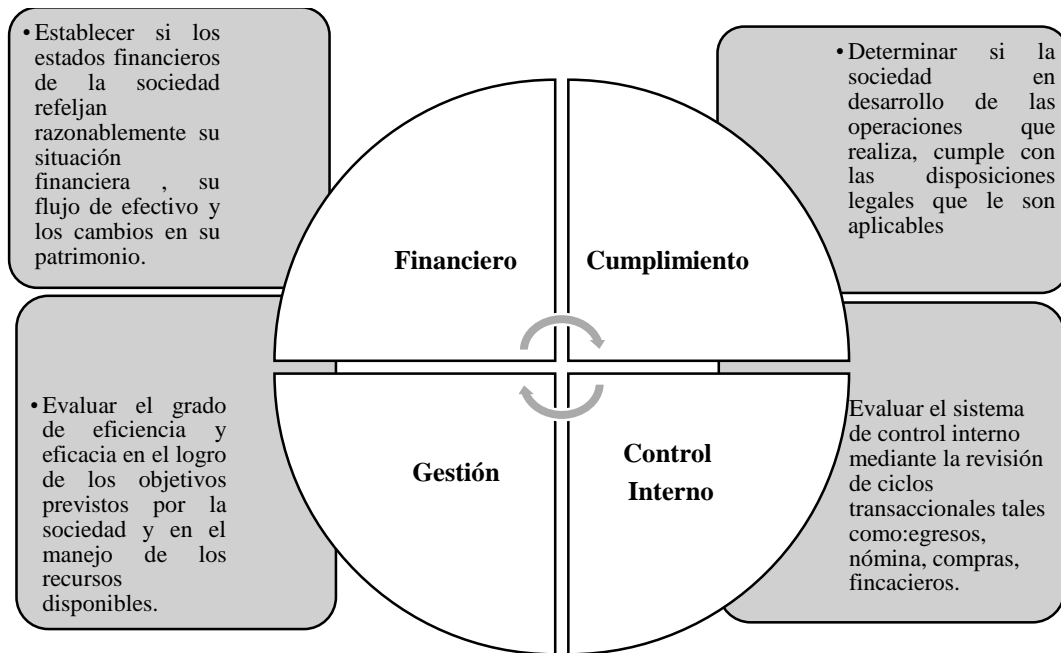 • Establecer si los
estados financieros
de la sociedad
refeljan
razonablemente su
situación
financiera , su
flujo de efectivo y
los cambios en su
patrimonio.
• Determinar si la
sociedad en
desarrollo de las
operaciones que
realiza, cumple con
las disposiciones
legales que le son
aplicables
Financiero
Cumplimiento
• Evaluar el grado
de eficiencia y
eficacia en el logro
de los objetivos
previstos por la
sociedad y en el
manejo de los
recursos
disponibles.
Gestión
Control
Interno
Evaluar el sistema
de control interno
mediante la revisión
de ciclos
transaccionales tales
como:egresos,
nómina, compras,
fincacieros.